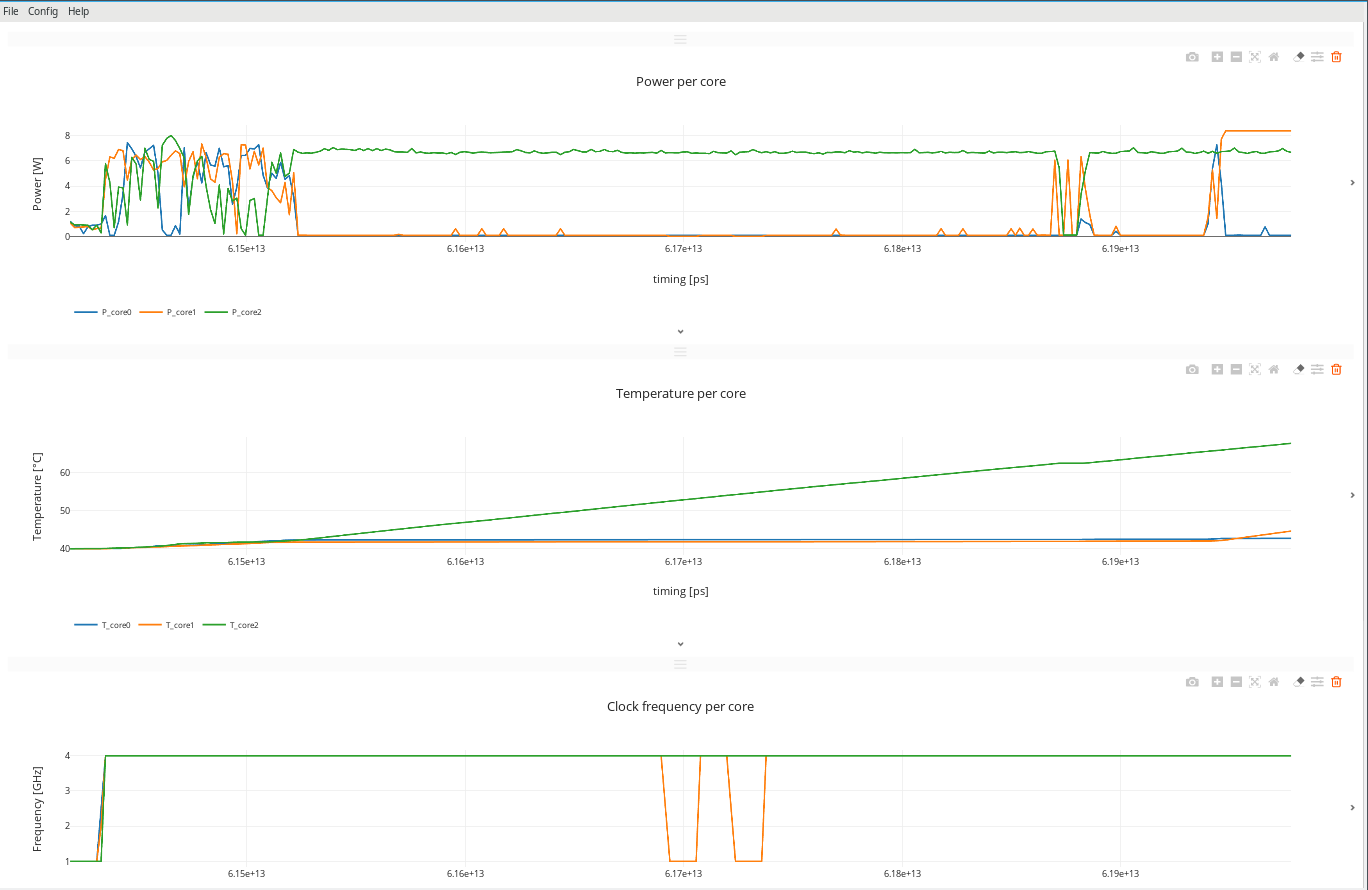 File Config Help
Power per core
Power [W]
8
6
4
2
0
6.15e+13 6.16e+13 6.17e+13 6.18e+13 6.19e+13
timing [ps]
P_core0 P_core1 P_core2
Temperature per core
Temperature [°C]
60
50
40
6.15e+13 6.16e+13 6.17e+13 6.18e+13 6.19e+13
timing [ps]
T_core0 T_core1 T_core2
Clock frequency per core
Frequency [GHz]
4
3
2
1
6.15e+13 6.16e+13 6.17e+13 6.18e+13 6.19e+13